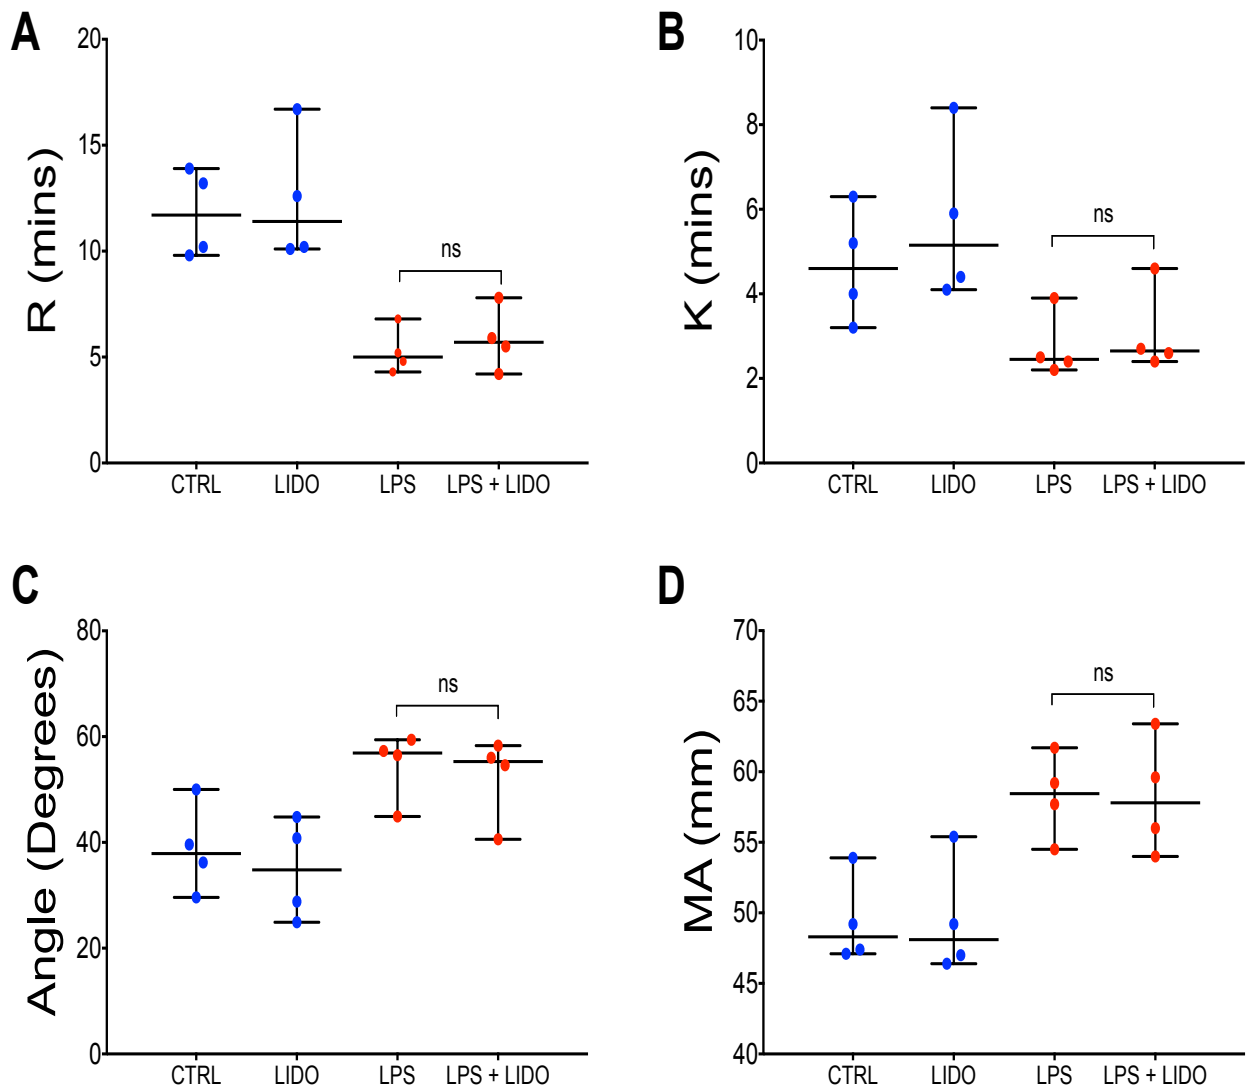 A
R (mins)
20
15
10
5
0
ns
CTRL LIDO LPS LPS + LIDO
B
K (mins)
10
8
6
4
2
0
ns
CTRL LIDO LPS LPS + LIDO
C
Angle (Degrees)
80
60
40
20
0
ns
CTRL LIDO LPS LPS + LIDO
D
MA (mm)
70
65
60
55
50
45
40
ns
CTRL LIDO LPS LPS + LIDO